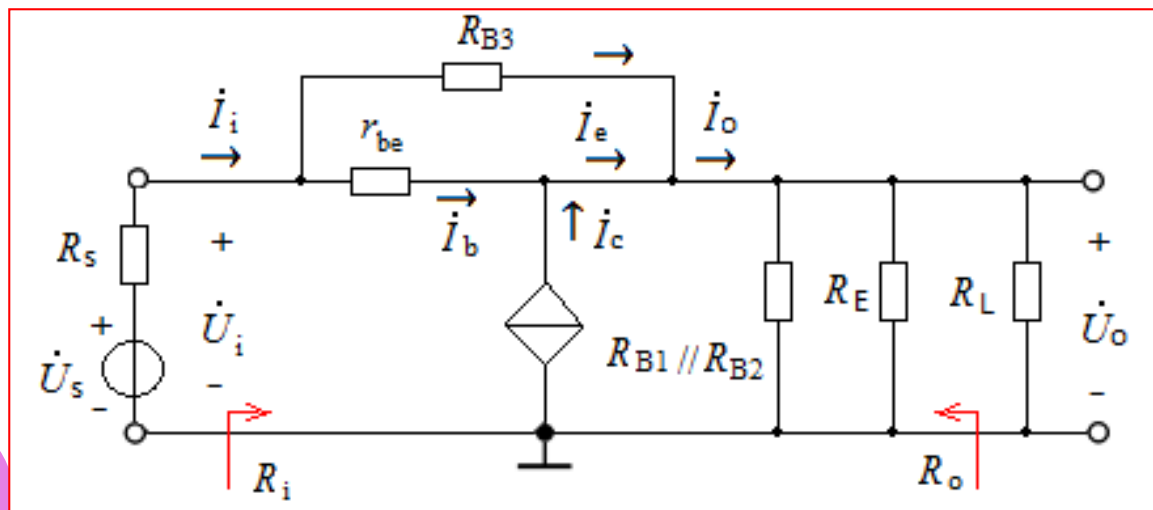 R_B3
İ_i
r_be
İ_e
İ_o
İ_b
İ_c
R_s
+
U̇_i
-
+
U̇_s
-
R_B1 // R_B2
R_E
R_L
+
U̇_o
-
R_i
R_o